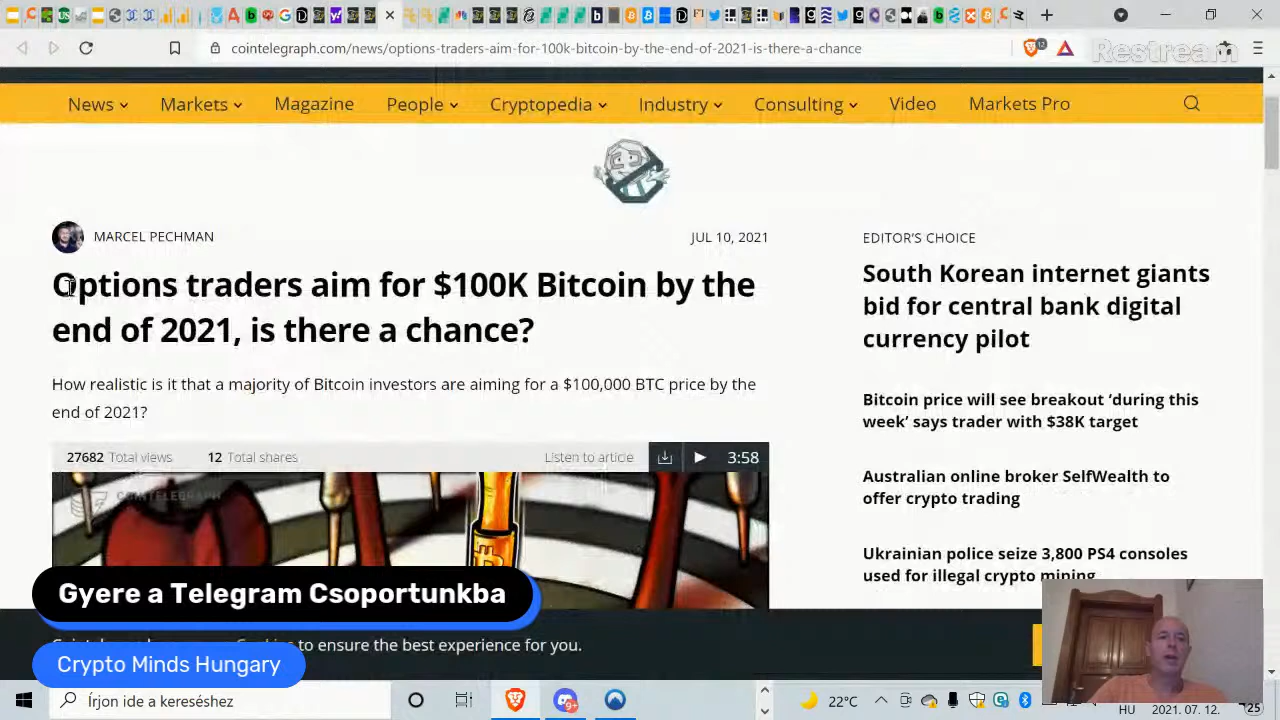 cointelegraph.com/news/options-traders-aim-for-100k-bitcoin-by-the-end-of-2021-is-there-a-chance
12
Restream
News
Markets
Magazine
People
Cryptopedia
Industry
Consulting
Video
Markets Pro
MARCEL PECHMAN
JUL 10, 2021
Options traders aim for $100K Bitcoin by the
end of 2021, is there a chance?
How realistic is it that a majority of Bitcoin investors are aiming for a $100,000 BTC price by the
end of 2021?
27682 Total views
12 Total shares
Listen to article
3:58
COINTELEGRAPH
EDITOR'S CHOICE
South Korean internet giants
bid for central bank digital
currency pilot
Bitcoin price will see breakout ‘during this
week’ says trader with $38K target
Australian online broker SelfWealth to
offer crypto trading
Ukrainian police seize 3,800 PS4 consoles
used for illegal crypto mining
Gyere a Telegram Csoportunkba
to ensure the best experience for you.
Crypto Minds Hungary
Írjon ide a kereséshez
9+
22°C
HU
2021. 07. 12.